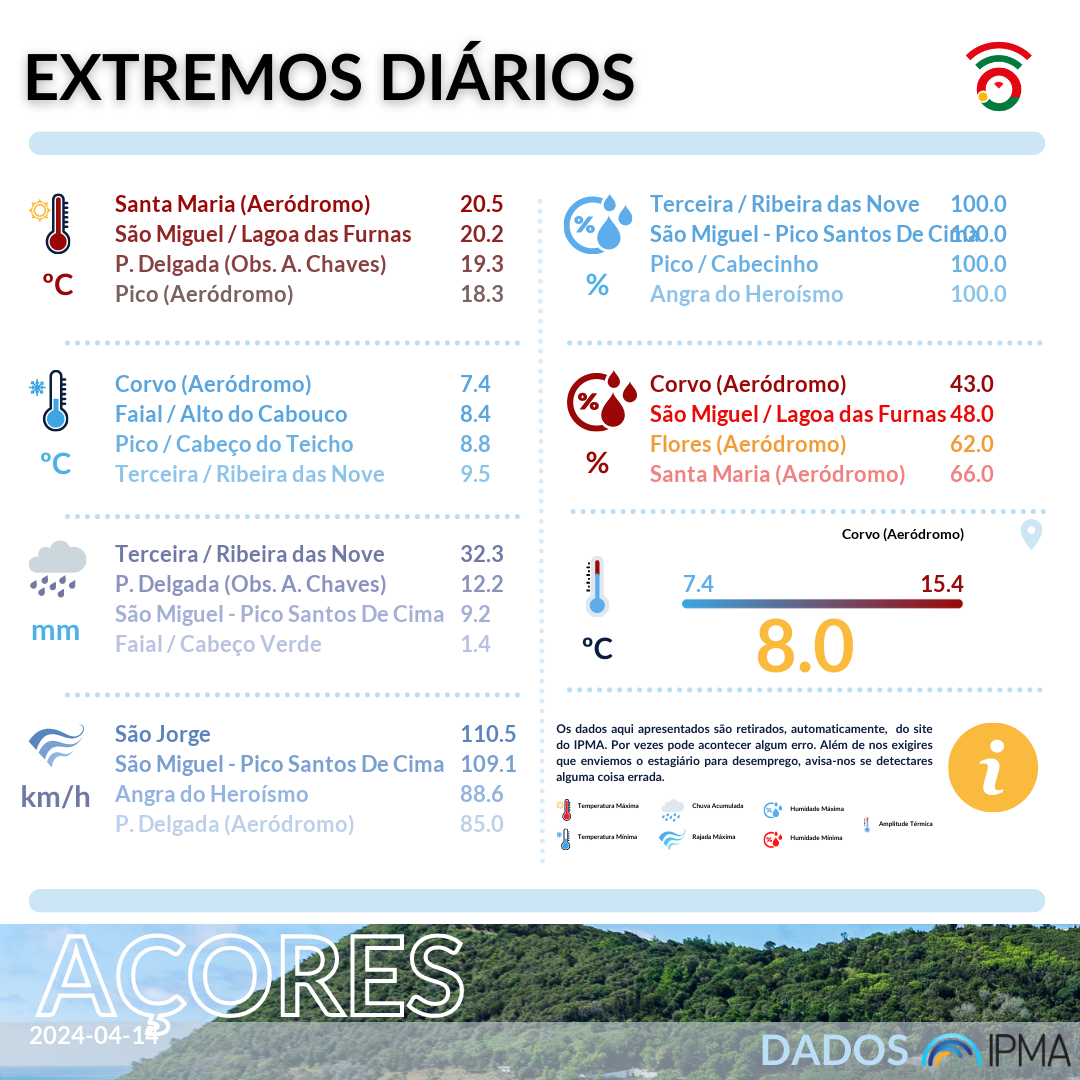 EXTREMOS DIÁRIOS
Santa Maria (Aeródromo) 20.5
São Miguel / Lagoa das Furnas 20.2
P. Delgada (Obs. A. Chaves) 19.3
Pico (Aeródromo) 18.3
ºC
Corvo (Aeródromo) 7.4
Faial / Alto do Cabouco 8.4
Pico / Cabeço do Teicho 8.8
Terceira / Ribeira das Nove 9.5
ºC
Terceira / Ribeira das Nove 32.3
P. Delgada (Obs. A. Chaves) 12.2
São Miguel - Pico Santos De Cima 9.2
Faial / Cabeço Verde 1.4
mm
São Jorge 110.5
São Miguel - Pico Santos De Cima 109.1
Angra do Heroísmo 88.6
P. Delgada (Aeródromo) 85.0
km/h
Terceira / Ribeira das Nove 100.0
São Miguel - Pico Santos De Cima 100.0
Pico / Cabecinho 100.0
Angra do Heroísmo 100.0
%
%
Corvo (Aeródromo) 43.0
São Miguel / Lagoa das Furnas 48.0
Flores (Aeródromo) 62.0
Santa Maria (Aeródromo) 66.0
%
%
Corvo (Aeródromo)
7.4 15.4
8.0
ºC
Os dados aqui apresentados são retirados, automaticamente, do site
do IPMA. Por vezes pode acontecer algum erro. Além de nos exigires
que enviemos o estagiário para desemprego, avisa-nos se detectares
alguma coisa errada.
i
Temperatura Máxima Chuva Acumulada Humidade Máxima
Amplitude Térmica
Temperatura Mínima Rajada Máxima Humidade Mínima
AÇORES
2024-04-14
DADOS IPMA